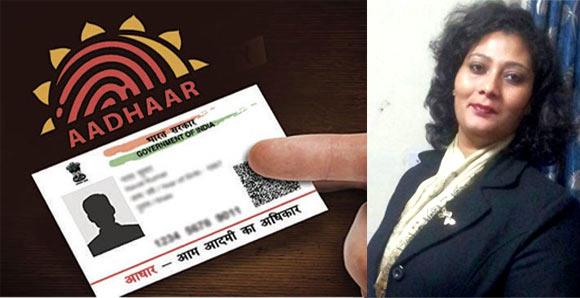 AADHAAR
भारत सरकार
GOVERNMENT OF INDIA
1234 5678 9011
आधार – आम आदमी का अधिकार